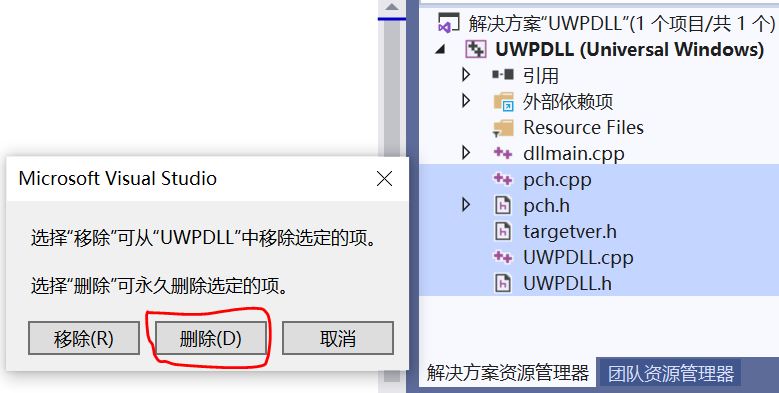 解决方案“UWPDLL”(1 个项目/共 1 个)
UWPDLL (Universal Windows)
引用
外部依赖项
Resource Files
dllmain.cpp
pch.cpp
pch.h
targetver.h
UWPDLL.cpp
UWPDLL.h
解决方案资源管理器 团队资源管理器
Microsoft Visual Studio
选择“移除”可从“UWPDLL”中移除选定的项。
选择“删除”可永久删除选定的项。
移除(R) 删除(D) 取消